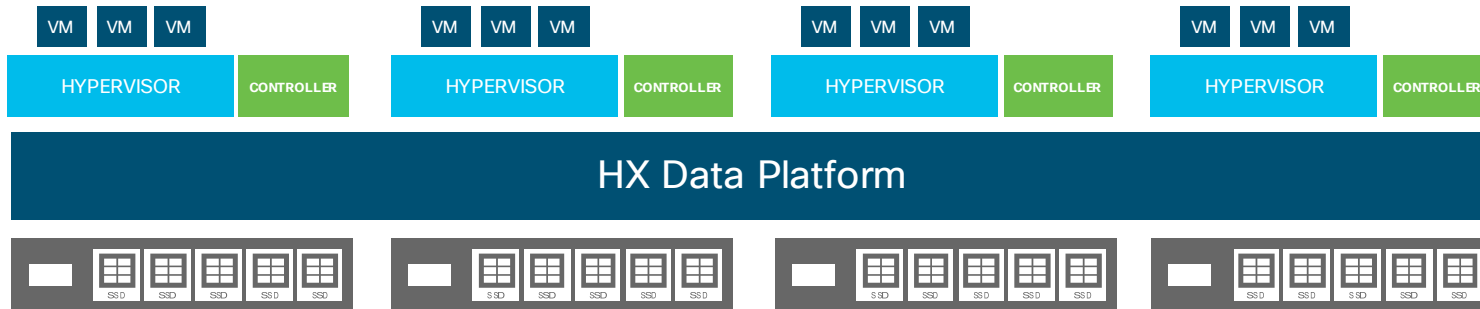 VM VM VM VM VM VM VM VM VM VM VM VM
HYPERVISOR CONTROLLER HYPERVISOR CONTROLLER HYPERVISOR CONTROLLER HYPERVISOR CONTROLLER
HX Data Platform
SSD SSD SSD SSD SSD SSD SSD SSD SSD SSD SSD SSD SSD SSD SSD SSD SSD SSD SSD SSD